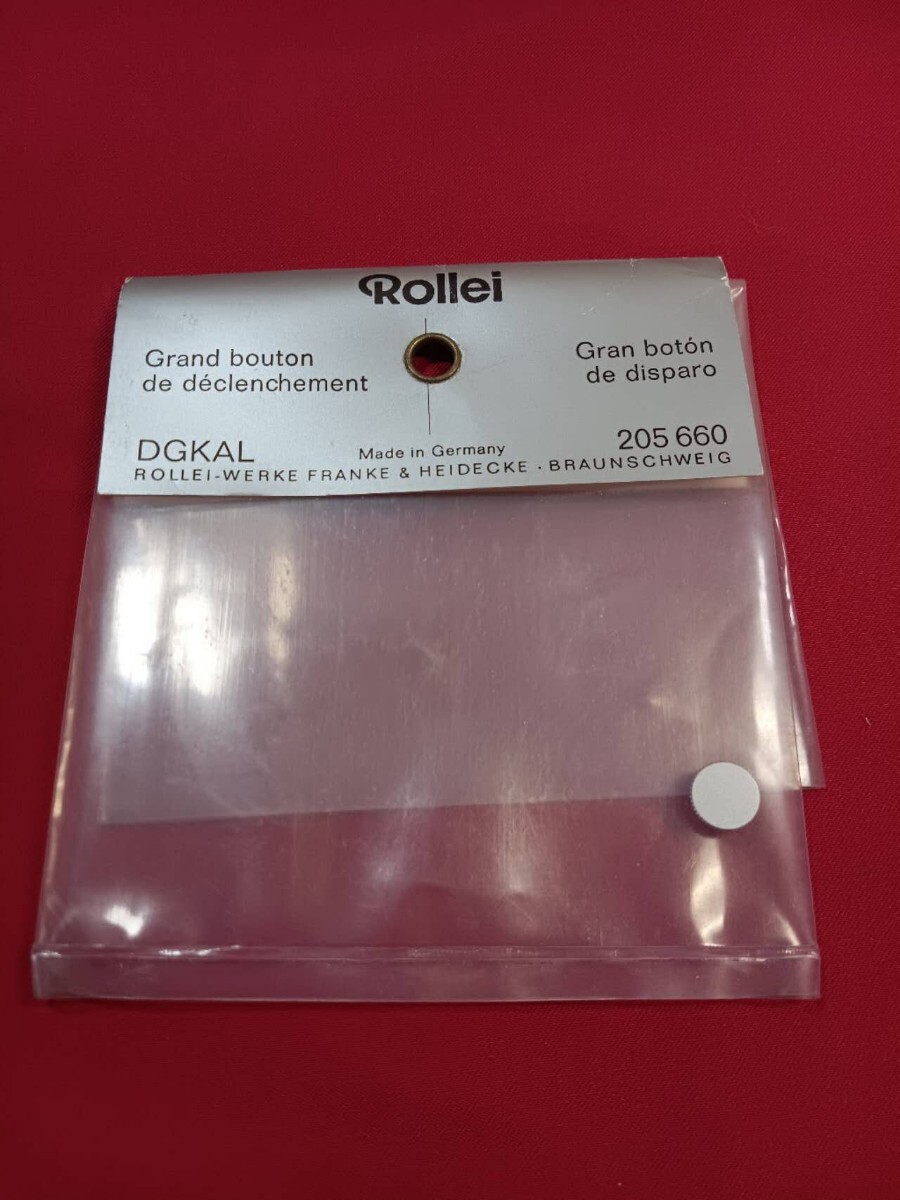 Rollei
Grand bouton
de déclenchement
Gran botón
de disparo
DGKAL
Made in Germany
205 660
ROLLEI-WERKE FRANKE & HEIDECKE · BRAUNSCHWEIG